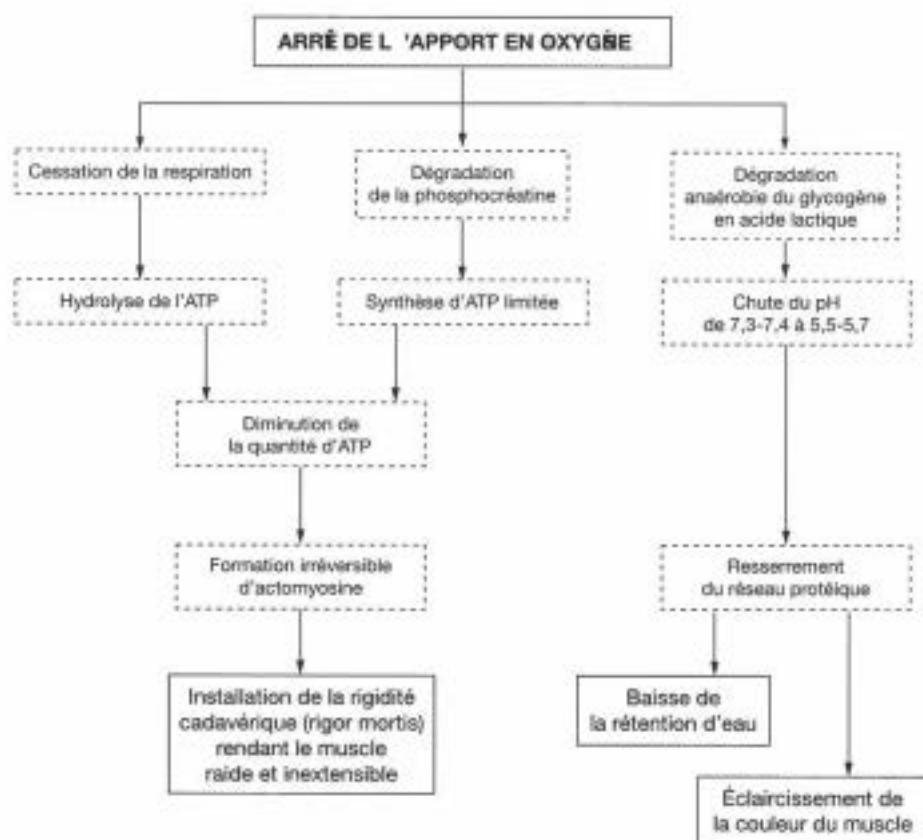 ARRÊ DE L 'APPORT EN OXYGÈNE
Cessation de la respiration
Dégradation
de la phosphocréatine
Dégradation
anaérobie du glycogène
en acide lactique
Hydrolyse de l'ATP
Synthèse d'ATP limitée
Chute du pH
de 7,3-7,4 à 5,5-5,7
Diminution de
la quantité d'ATP
Formation irréversible
d'actomyosine
Resserrement
du réseau protéique
Installation de la rigidité
cadavérique (rigor mortis)
rendant le muscle
raide et inextensible
Baisse de
la rétention d'eau
Éclaircissement de
la couleur du muscle